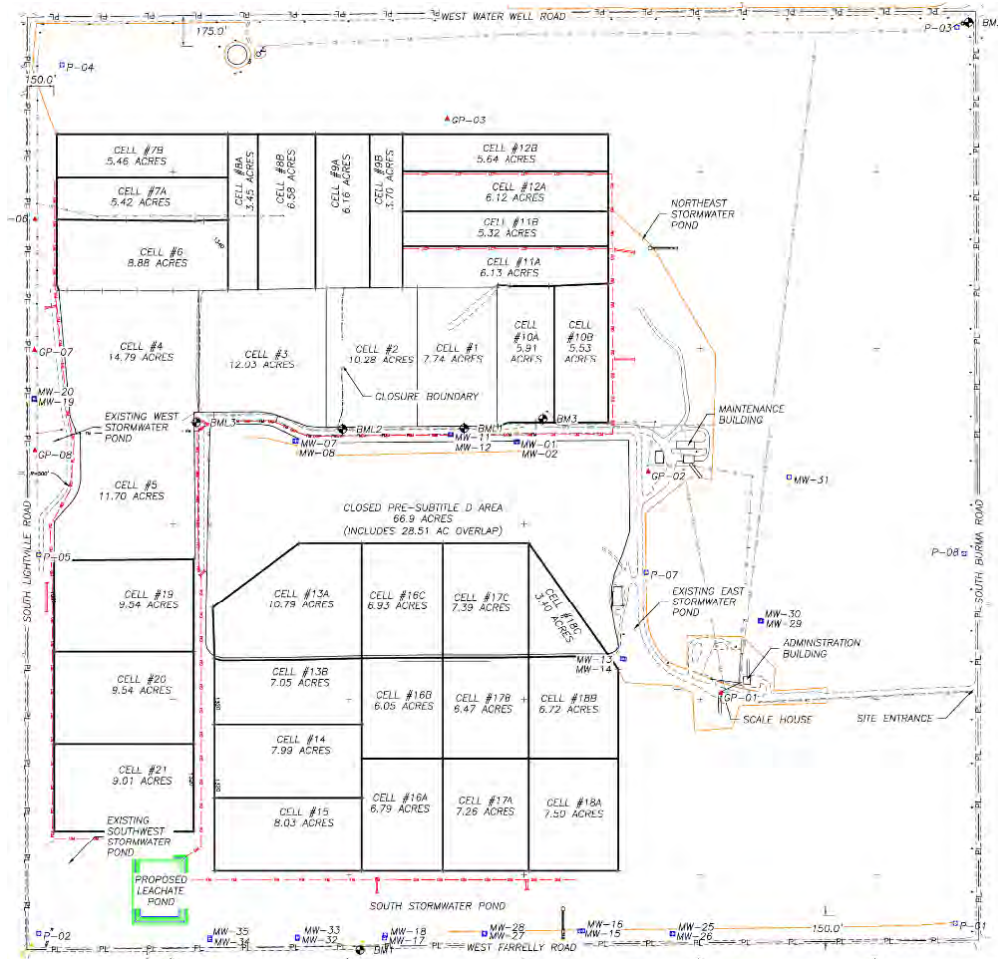 WEST WATER WELL ROAD
P-03
175.0'
P-04
150.0'
GP-03
CELL #7B
5.46 ACRES
CELL #7A
5.42 ACRES
CELL #6
8.88 ACRES
CELL #8A
3.45 ACRES
CELL #8B
6.58 ACRES
CELL #9A
6.16 ACRES
CELL #9B
3.70 ACRES
CELL #12B
5.64 ACRES
CELL #12A
6.12 ACRES
CELL #11B
5.32 ACRES
CELL #11A
6.13 ACRES
NORTHEAST
STORMWATER
POND
CELL #4
14.79 ACRES
CELL #3
12.03 ACRES
CELL #2
10.28 ACRES
CELL #1
7.74 ACRES
CELL
#10A
5.91
ACRES
CELL
#10B
5.53
ACRES
GP-07
MW-20
MW-19
CLOSURE BOUNDARY
EXISTING WEST
STORMWATER
POND
BML3
BML2
BML1
BM3
MW-07
MW-08
MW-11
MW-12
MW-01
MW-02
MAINTENANCE
BUILDING
GP-08
GP-02
MW-31
CELL #5
11.70 ACRES
CLOSED PRE-SUBTITLE D AREA
66.9 ACRES
(INCLUDES 28.51 AC OVERLAP)
SOUTH LIGHTVILLE ROAD
SOUTH BURMA ROAD
P-05
P-08
P-07
CELL #19
9.54 ACRES
CELL #13A
10.79 ACRES
CELL #16C
6.93 ACRES
CELL #17C
7.39 ACRES
CELL #18C
3.40 ACRES
EXISTING EAST
STORMWATER
POND
MW-30
MW-29
ADMINISTRATION
BUILDING
MW-13
MW-14
CELL #20
9.54 ACRES
CELL #13B
7.05 ACRES
CELL #16B
6.05 ACRES
CELL #17B
6.47 ACRES
CELL #18B
6.72 ACRES
GP-01
SCALE HOUSE
SITE ENTRANCE
CELL #14
7.99 ACRES
CELL #21
9.01 ACRES
CELL #15
8.03 ACRES
CELL #16A
6.79 ACRES
CELL #17A
7.26 ACRES
CELL #18A
7.50 ACRES
EXISTING
SOUTHWEST
STORMWATER
POND
PROPOSED
LEACHATE
POND
SOUTH STORMWATER POND
P-02
MW-35
MW-34
MW-33
MW-32
MW-18
MW-17
MW-28
MW-27
MW-16
MW-15
MW-25
MW-26
150.0'
P-01
BM1
WEST FARRELLY ROAD